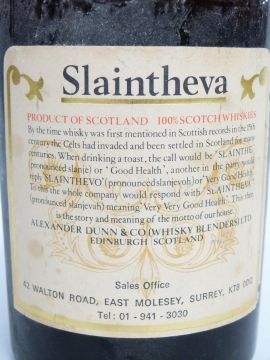 Slaintheva
PRODUCT OF SCOTLAND 100% SCOTCH WHISKIES
By the time whisky was first mentioned in Scottish records in the 15th
century the Celts had invaded and been settled in Scotland for many
centuries. When drinking a toast, the call would be 'SLAINTHE,
(pronounced slanje) or 'Good Health', another in the party would
reply 'SLAINTHEVO' (pronounced slanjevo) or 'Very Good Health'.
To this the whole company would respond with 'SLAINTHEVA'
(pronounced slanjevah) meaning 'Very Very Good Health'. This then
is the story and meaning of the motto of our house.
ALEXANDER DUNN & CO (WHISKY BLENDERS) LTD
EDINBURGH SCOTLAND
Sales Office
42 WALTON ROAD, EAST MOLESEY, SURREY, KT8 0DQ
Tel: 01 - 941 - 3030